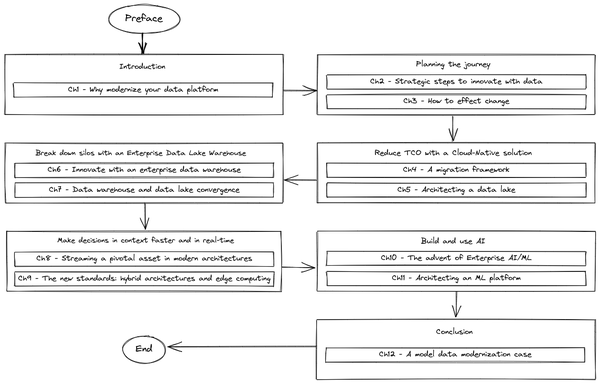 Preface
Introduction
Ch1 - Why modernize your data platform
Planning the journey
Ch2 - Strategic steps to innovate with data
Ch3 - How to effect change
Reduce TCO with a Cloud-Native solution
Ch4 - A migration framework
Ch5 - Architecting a data lake
Break down silos with an Enterprise Data Lake Warehouse
Ch6 - Innovate with an enterprise data warehouse
Ch7 - Data warehouse and data lake convergence
Make decisions in context faster and in real-time
Ch8 - Streaming a pivotal asset in modern architectures
Ch9 - The new standards: hybrid architectures and edge computing
Build and use AI
Ch10 - The advent of Enterprise AI/ML
Ch11 - Architecting an ML platform
Conclusion
Ch12 - A model data modernization case
End